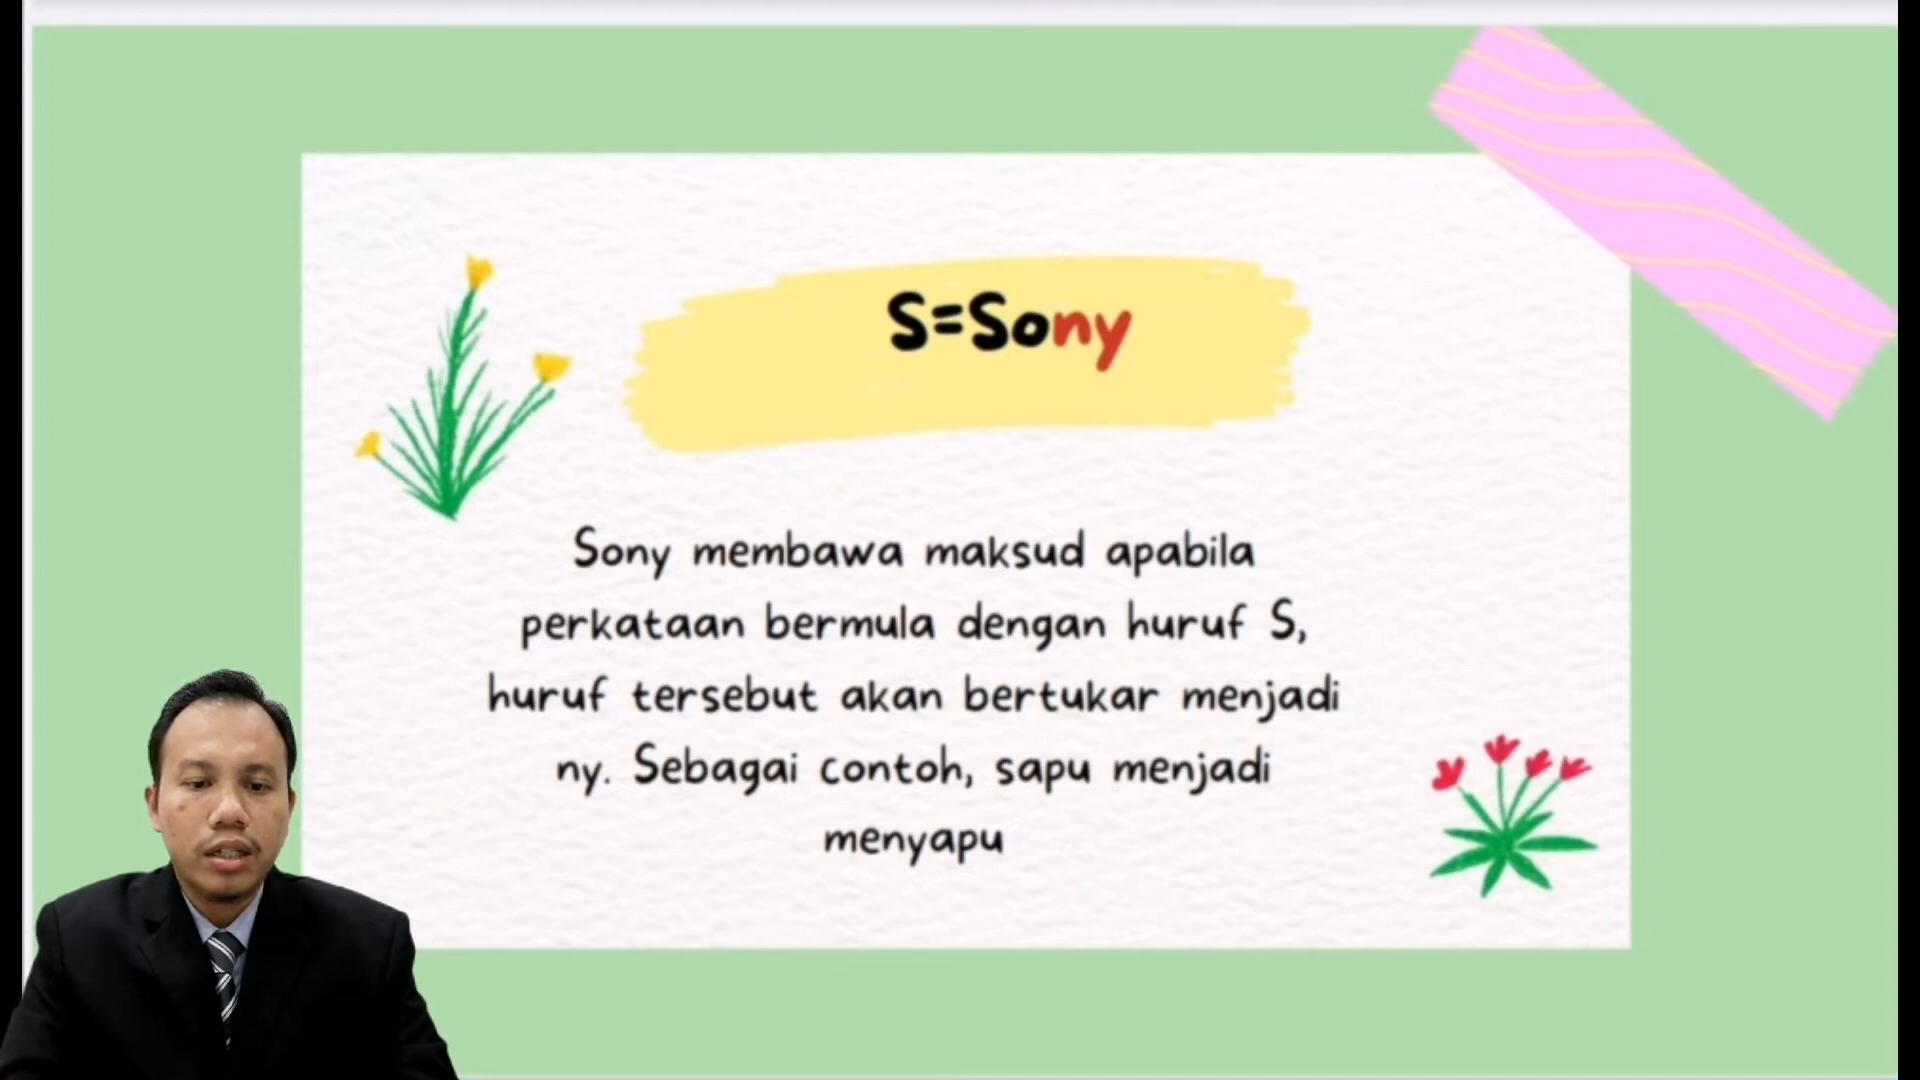 S=Sony
Sony membawa maksud apabila
perkataan bermula dengan huruf S,
huruf tersebut akan bertukar menjadi
ny. Sebagai contoh, sapu menjadi
menyapu